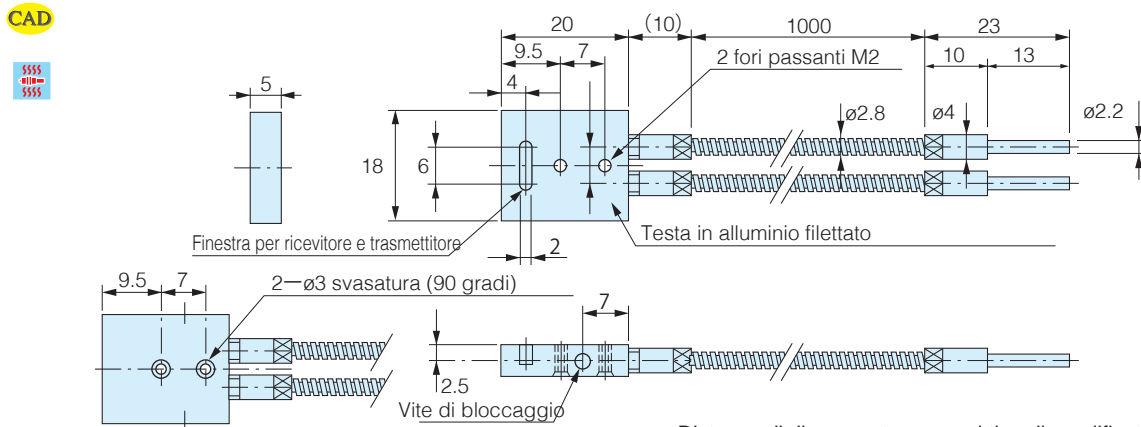 CAD
20
(10)
1000
23
9.5
7
2 fori passanti M2
10
13
4
5
ø2.8
ø4
ø2.2
18
6
Finestra per ricevitore e trasmettitore
2
Testa in alluminio filettato
9.5
7
2—ø3 svasatura (90 gradi)
7
2.5
Vite di bloccaggio